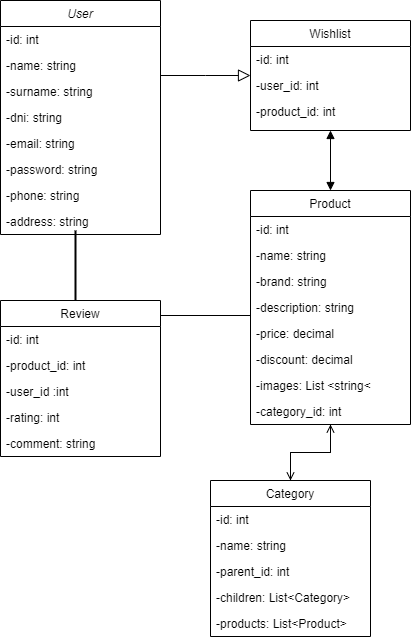 User
-id: int
-name: string
-surname: string
-dni: string
-email: string
-password: string
-phone: string
-address: string
Wishlist
-id: int
-user_id: int
-product_id: int
Product
-id: int
-name: string
-brand: string
-description: string
-price: decimal
-discount: decimal
-images: List <string<
-category_id: int
Review
-id: int
-product_id: int
-user_id :int
-rating: int
-comment: string
Category
-id: int
-name: string
-parent_id: int
-children: List<Category>
-products: List<Product>